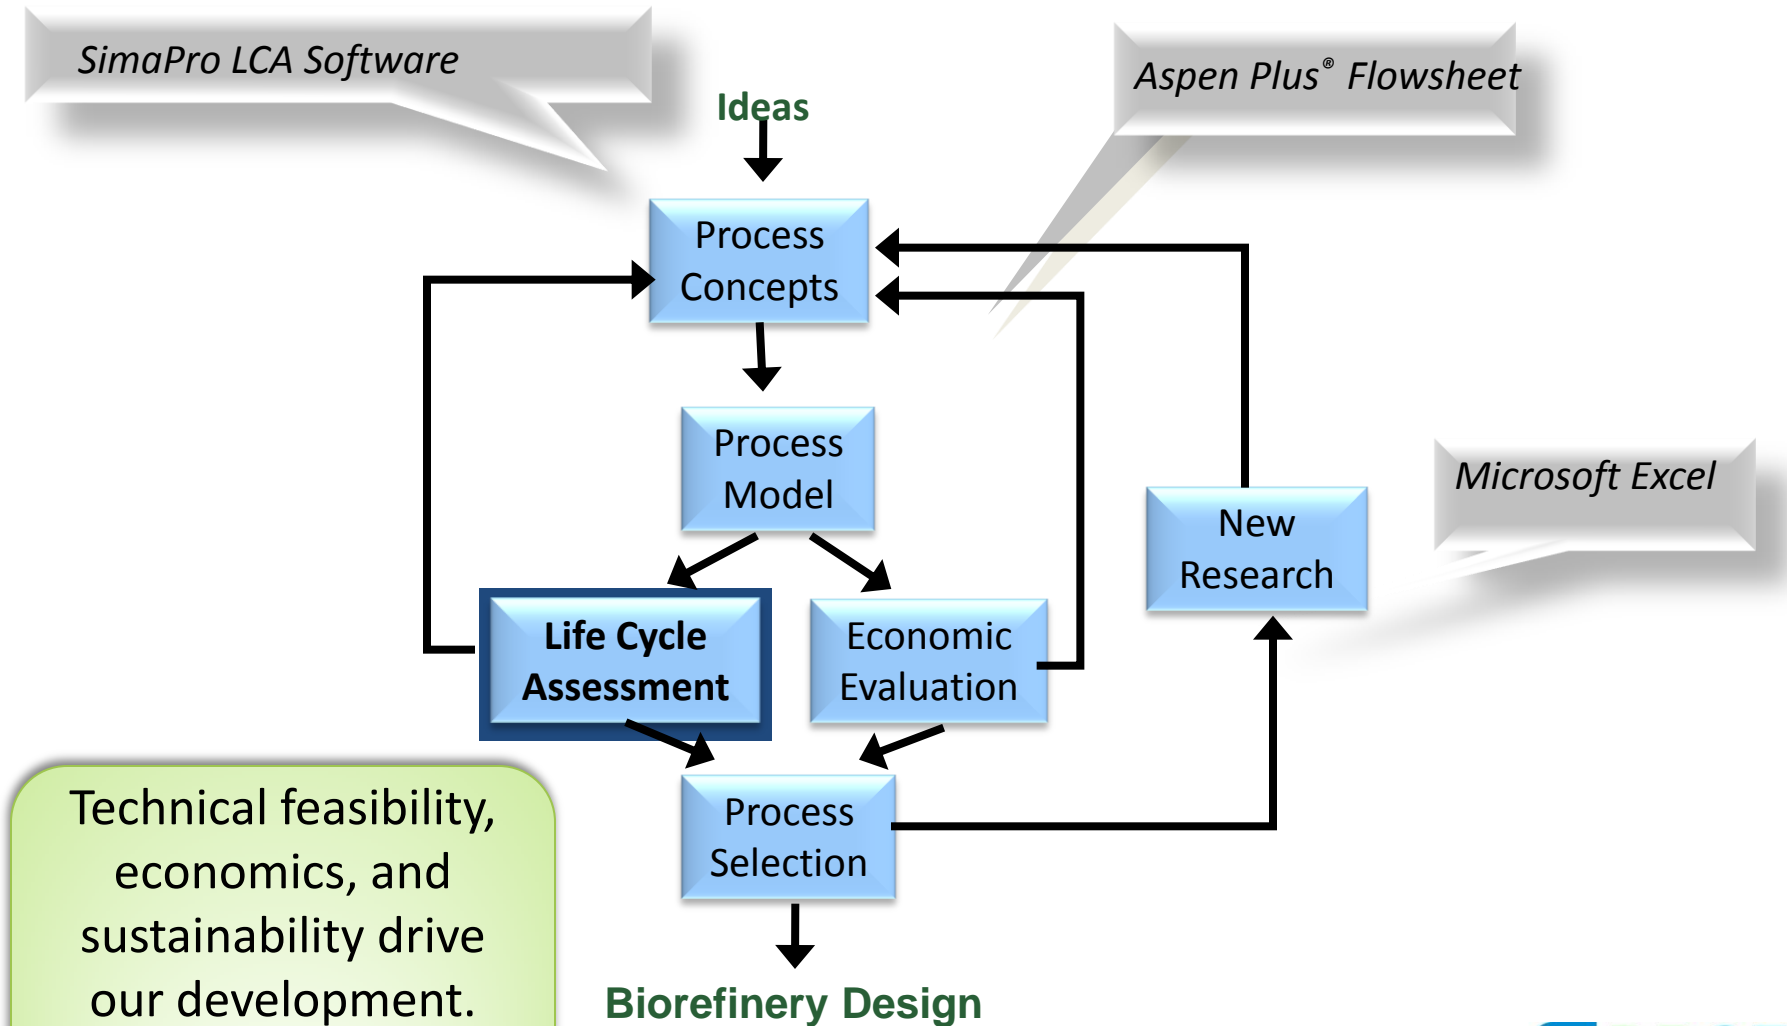 SimaPro LCA Software
Aspen Plus® Flowsheet
Ideas
Process
Concepts
Process
Model
Microsoft Excel
New
Research
Life Cycle
Assessment
Economic
Evaluation
Process
Selection
Technical feasibility,
economics, and
sustainability drive
our development.
Biorefinery Design